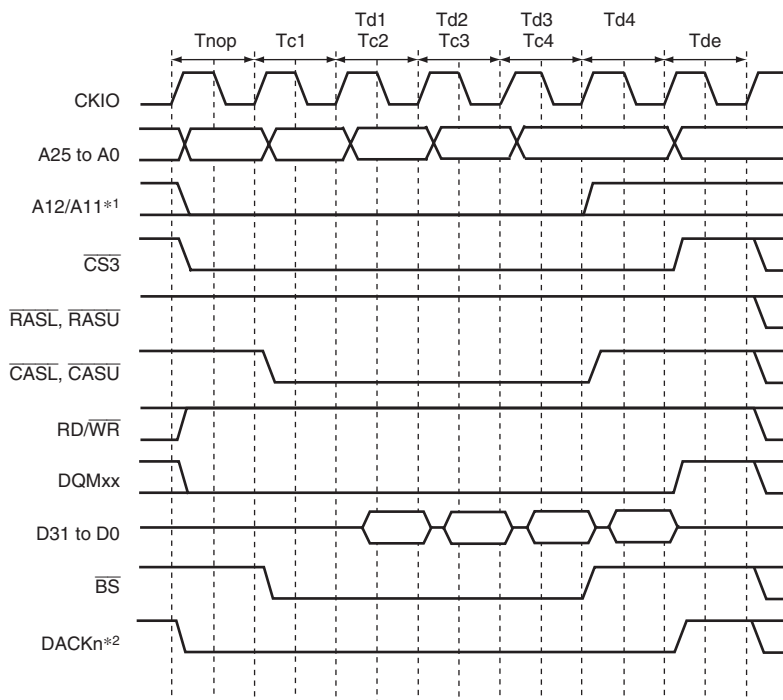 Td1 Td2 Td3 Td4
Tnop Tc1 Tc2 Tc3 Tc4 Tde
CKIO
A25 to A0
A12/A11*1
CS3
RASL, RASU
CASL, CASU
RD/WR
DQMxx
D31 to D0
BS
DACKn*2